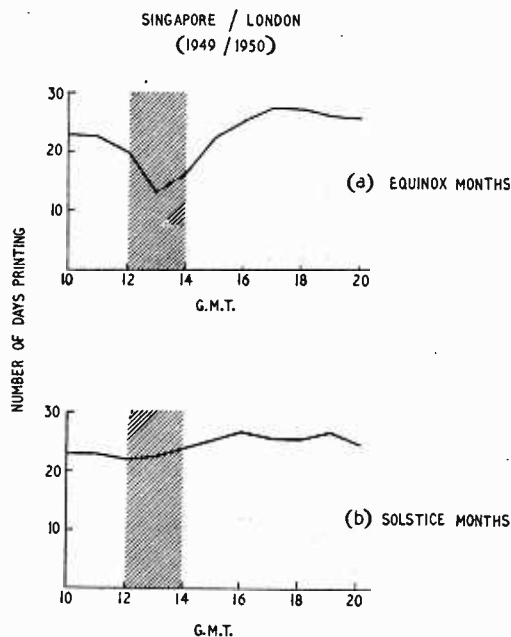 SINGAPORE / LONDON
(1949 / 1950)
NUMBER OF DAYS PRINTING
30
20
10
10 12 14 16 18 20
G.M.T.
(a) EQUINOX MONTHS
30
20
10
10 12 14 16 18 20
G.M.T.
(b) SOLSTICE MONTHS